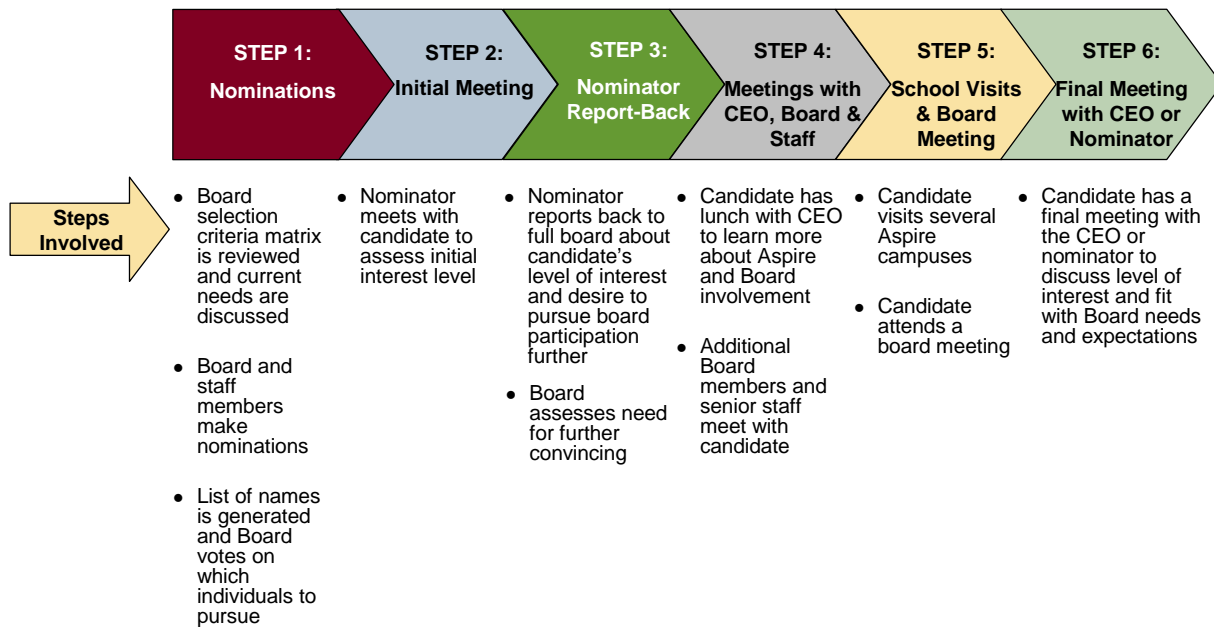 STEP 1:
Nominations
STEP 2:
Initial Meeting
STEP 3:
Nominator
Report-Back
STEP 4:
Meetings with
CEO, Board &
Staff
STEP 5:
School Visits
& Board
Meeting
STEP 6:
Final Meeting
with CEO or
Nominator
Steps
Involved
● Board
selection
criteria matrix
is reviewed
and current
needs are
discussed
● Board and
staff
members
make
nominations
● List of names
is generated
and Board
votes on
which
individuals to
pursue
● Nominator
meets with
candidate to
assess initial
interest level
● Nominator
reports back to
full board about
candidate’s
level of interest
and desire to
pursue board
participation
further
● Board
assesses need
for further
convincing
● Candidate has
lunch with CEO
to learn more
about Aspire
and Board
involvement
● Additional
Board
members and
senior staff
meet with
candidate
● Candidate
visits several
Aspire
campuses
● Candidate
attends a
board meeting
● Candidate has a
final meeting with
the CEO or
nominator to
discuss level of
interest and fit
with Board needs
and expectations